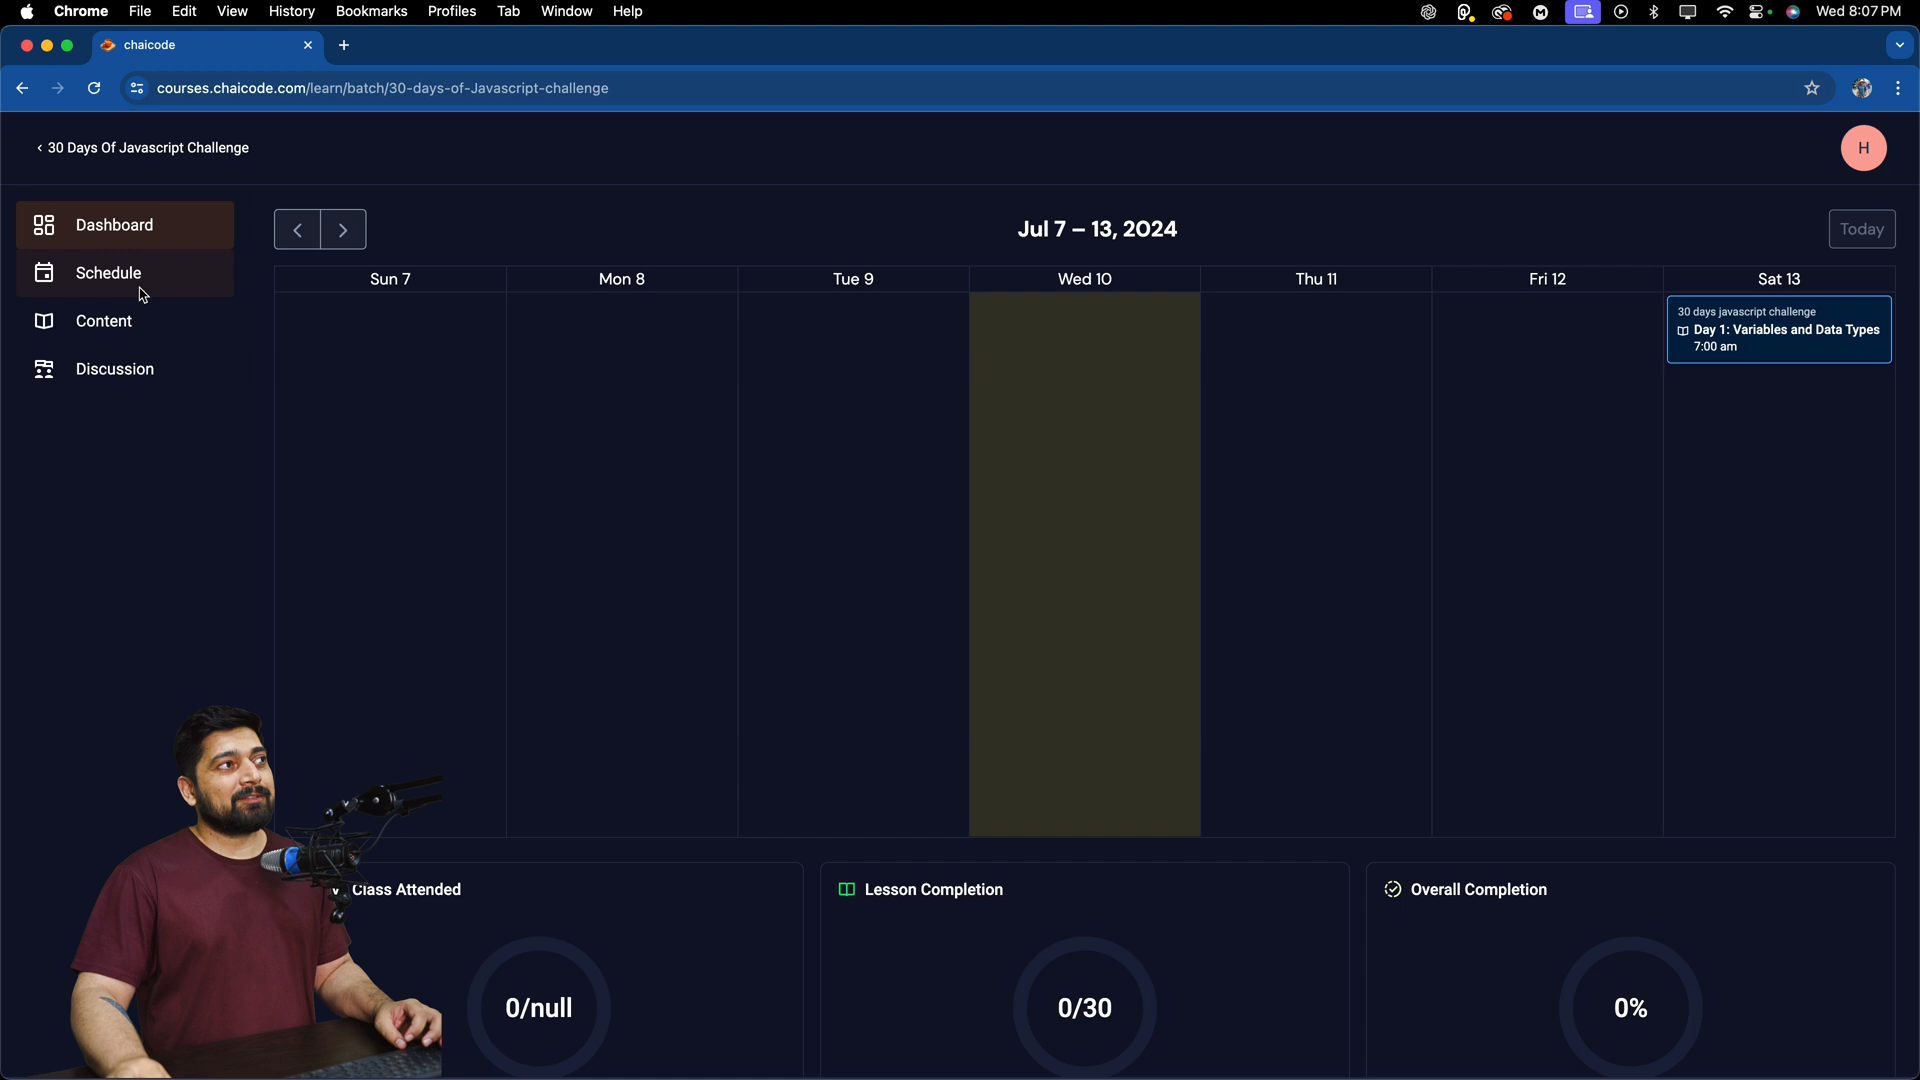 Chrome File Edit View History Bookmarks Profiles Tab Window Help Wed 8:07 PM
chaicode
courses.chaicode.com/learn/batch/30-days-of-Javascript-challenge
< 30 Days Of Javascript Challenge
H
Dashboard
Schedule
Content
Discussion
Jul 7 – 13, 2024
Today
Sun 7 Mon 8 Tue 9 Wed 10 Thu 11 Fri 12 Sat 13
30 days javascript challenge
Day 1: Variables and Data Types
7:00 am
Class Attended
0/null
Lesson Completion
0/30
Overall Completion
0%